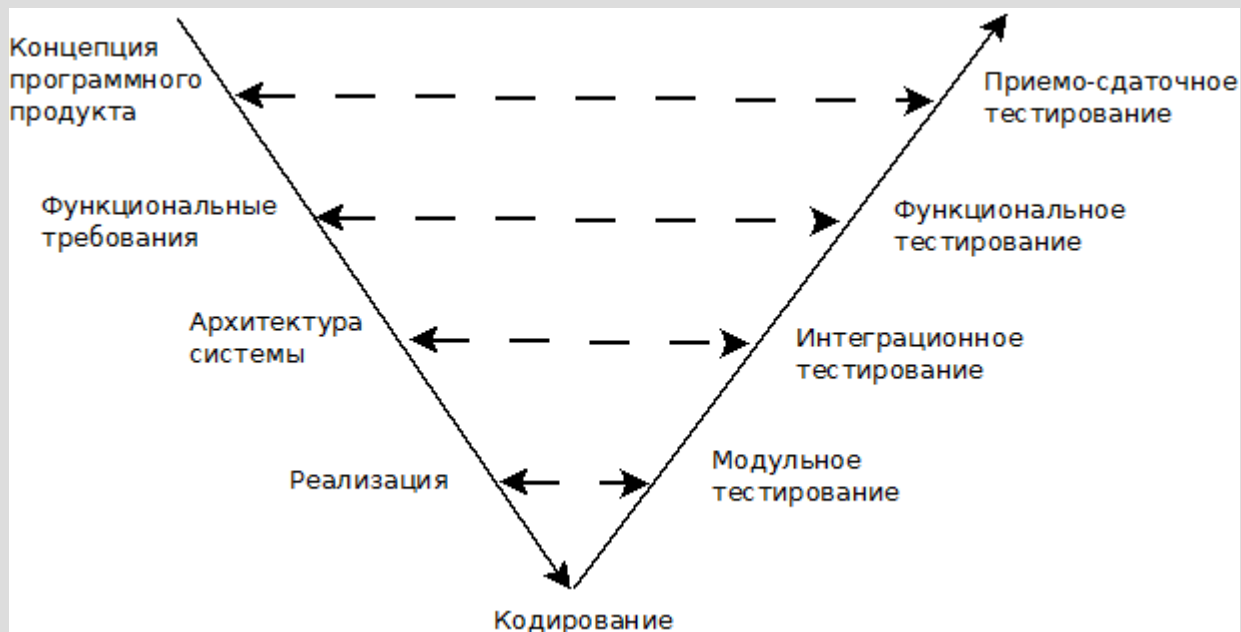 Концепция
программного
продукта
Приемо-сдаточное
тестирование
Функциональные
требования
Функциональное
тестирование
Архитектура
системы
Интеграционное
тестирование
Реализация
Модульное
тестирование
Кодирование